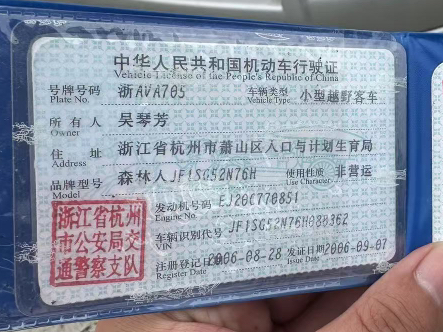 中华人民共和国机动车行驶证
Vehicle License of the People's Republic of China
号牌号码 浙AVA705 车辆类型 小型越野客车
Plate No. Vehicle Type
所有人 吴琴芳
Owner
住址 浙江省杭州市萧山区人口与计划生育局
Address
品牌型号 森林人JF1SG52N76H 使用性质 非营运
Model Use Character
发动机号码 EJ20C770851
Engine No.
车辆识别代号 JF1SG52N76H088362
VIN
注册登记日 2006-08-28 发证日期 2006-09-07
Register Date Issue Date
浙江省杭州
市公安局交
通警察支队